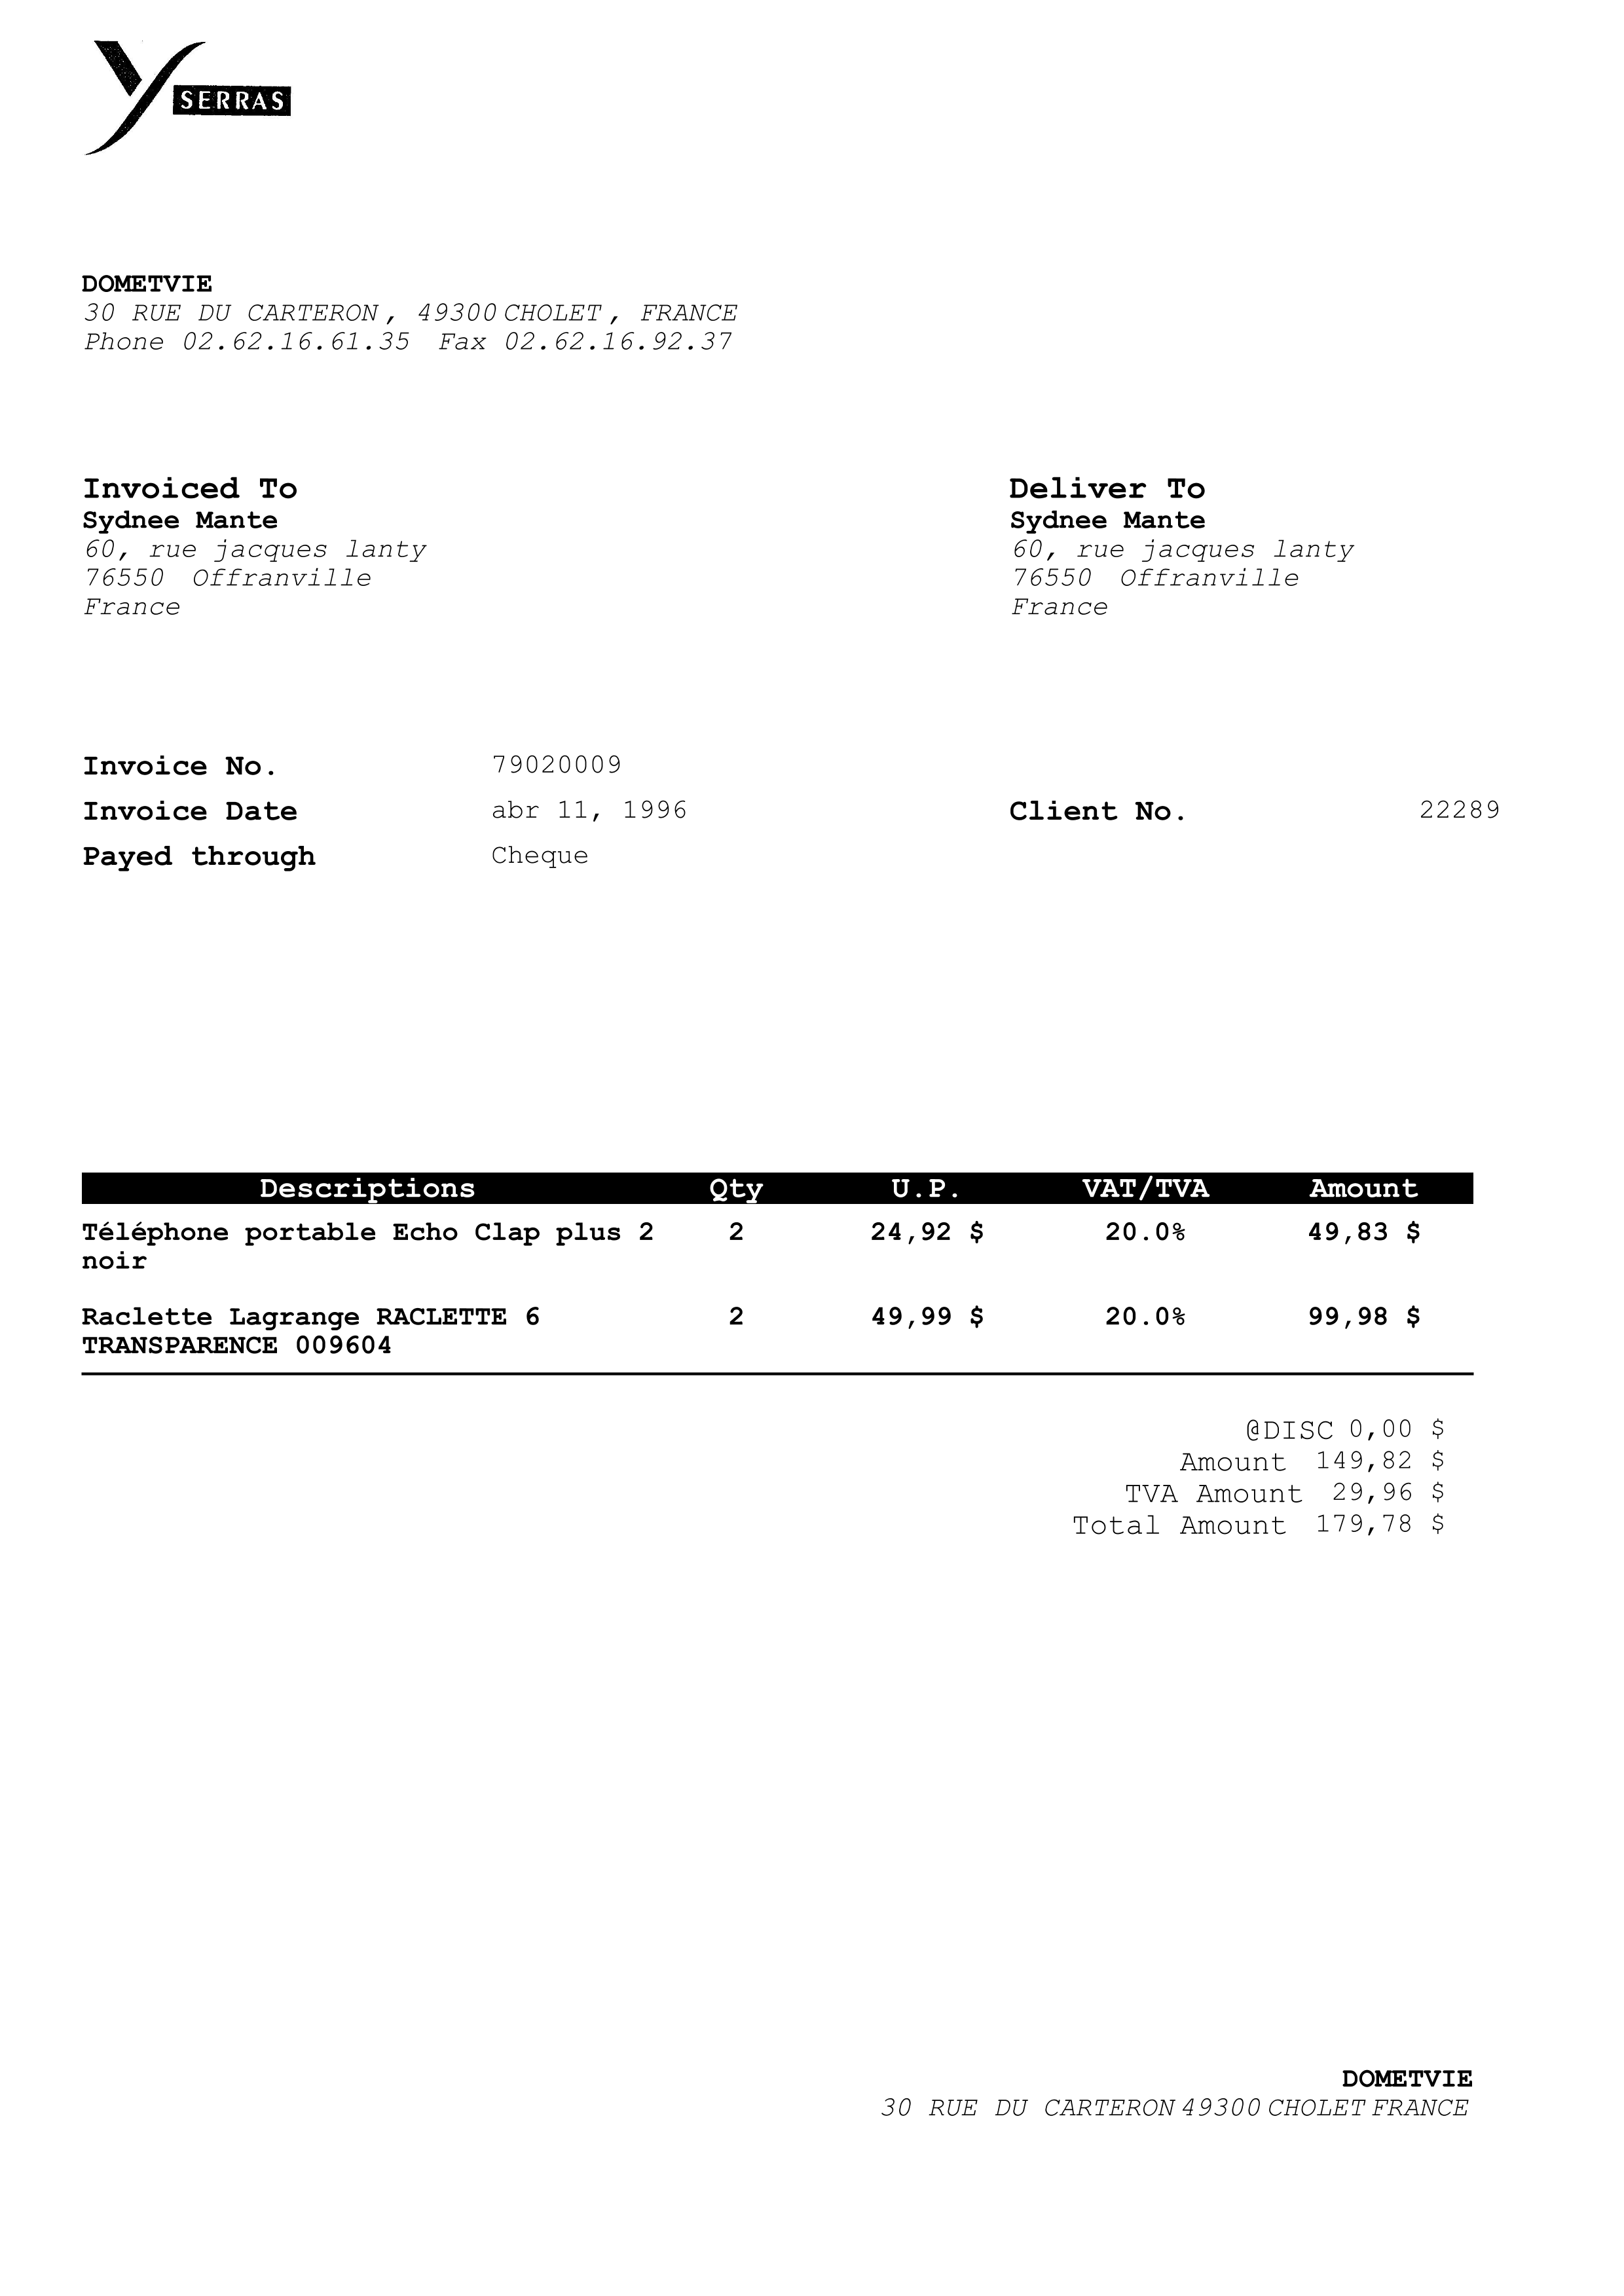 SERRAS
DOMETVIE
30 RUE DU CARTERON, 49300 CHOLET, FRANCE
Phone 02.62.16.61.35 Fax 02.62.16.92.37
Invoiced To
Sydnee Mante
60, rue jacques lanty
76550 Offranville
France
Deliver To
Sydnee Mante
60, rue jacques lanty
76550 Offranville
France
Invoice No. 79020009
Invoice Date abr 11, 1996 Client No. 22289
Payed through Cheque
Descriptions Qty U.P. VAT/TVA Amount
Téléphone portable Echo Clap plus 2 2 24,92 $ 20.0% 49,83 $
noir
Raclette Lagrange RACLETTE 6 2 49,99 $ 20.0% 99,98 $
TRANSPARENCE 009604
@DISC 0,00 $
Amount 149,82 $
TVA Amount 29,96 $
Total Amount 179,78 $
DOMETVIE
30 RUE DU CARTERON 49300 CHOLET FRANCE